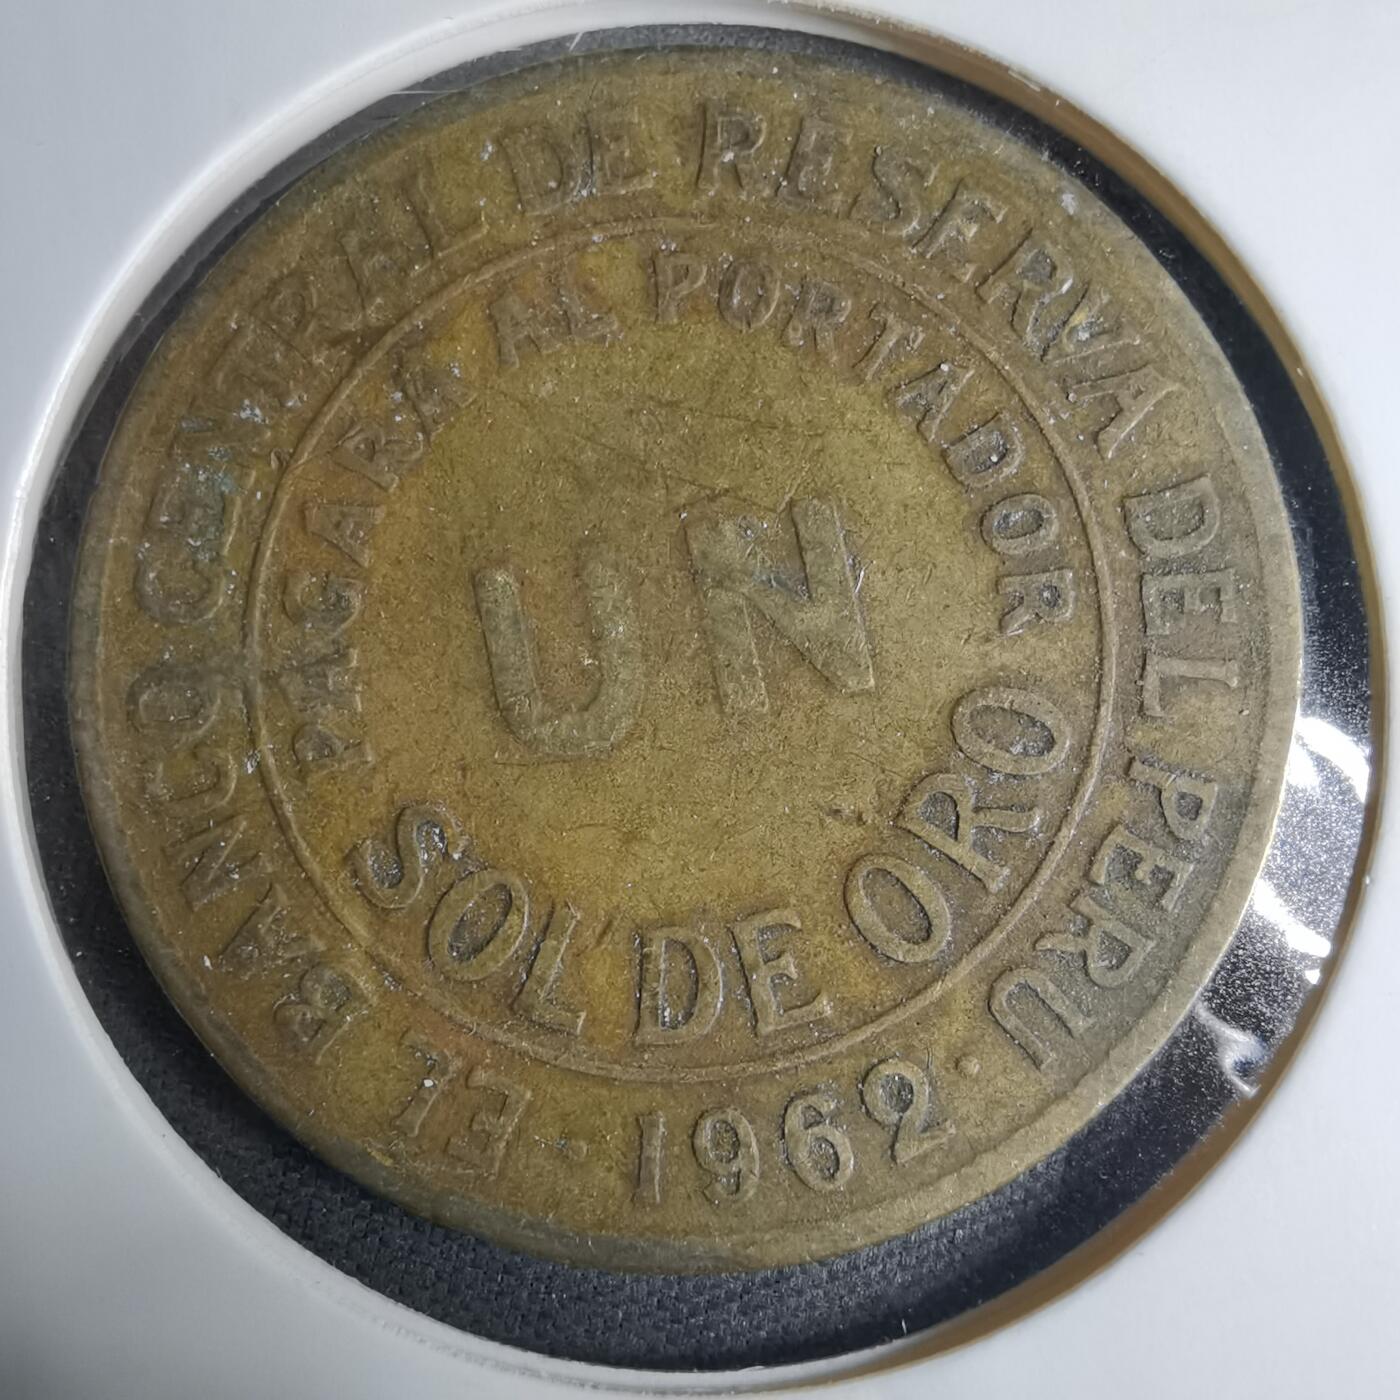 EL BANCO CENTRAL DE RESERVA DEL PERU
PAGARA AL PORTADOR
UN
SOL DE ORO
· 1962 ·